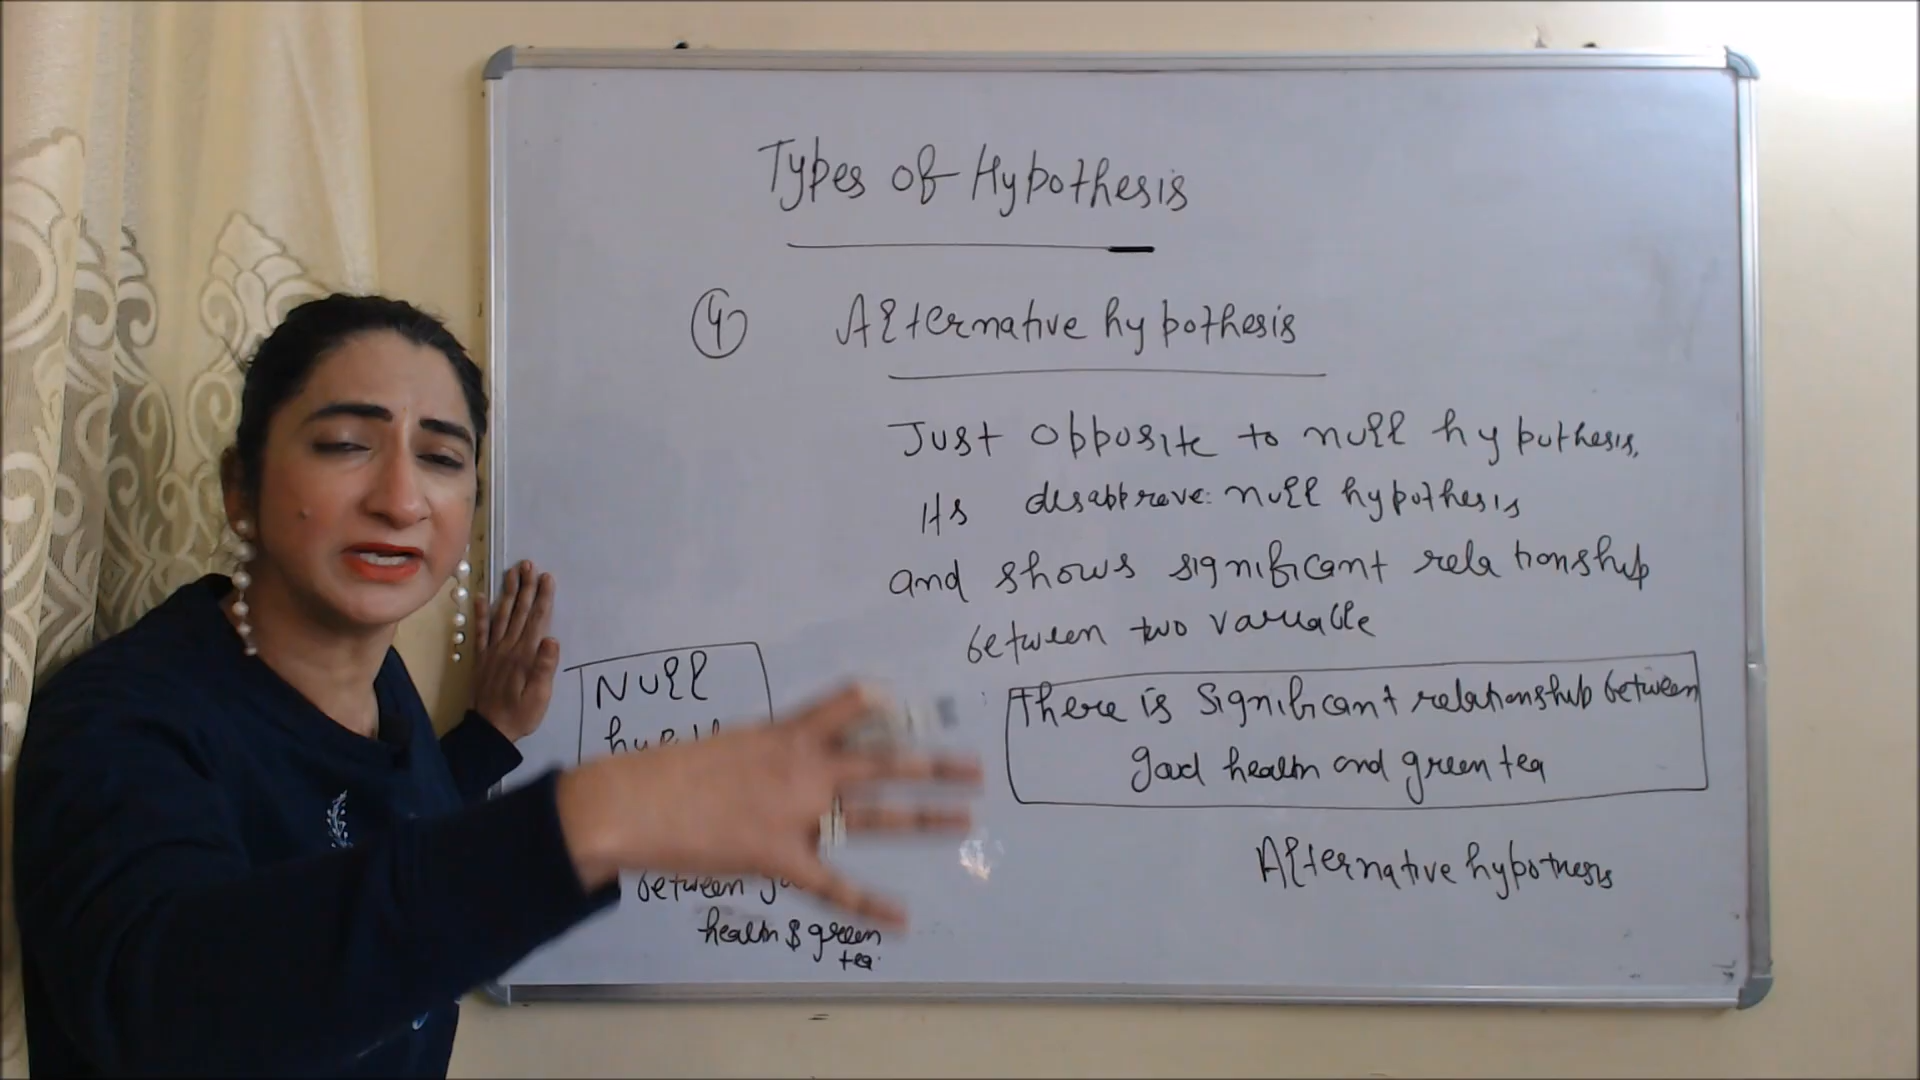 Types of Hypothesis
4 Alternative hypothesis
Just opposite to null hypothesis.
Its desapprove null hypothesis
and shows significant relationship
between two variable
There is significant relationship between
good health and green tea
Alternative hypothesis
Null
between
health & green
tea